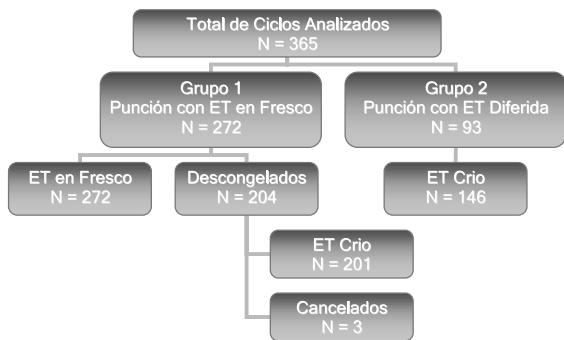 Total de Ciclos Analizados
N = 365
Grupo 1
Punción con ET en Fresco
N = 272
Grupo 2
Punción con ET Diferida
N = 93
ET en Fresco
N = 272
Descongelados
N = 204
ET Crio
N = 146
ET Crio
N = 201
Cancelados
N = 3